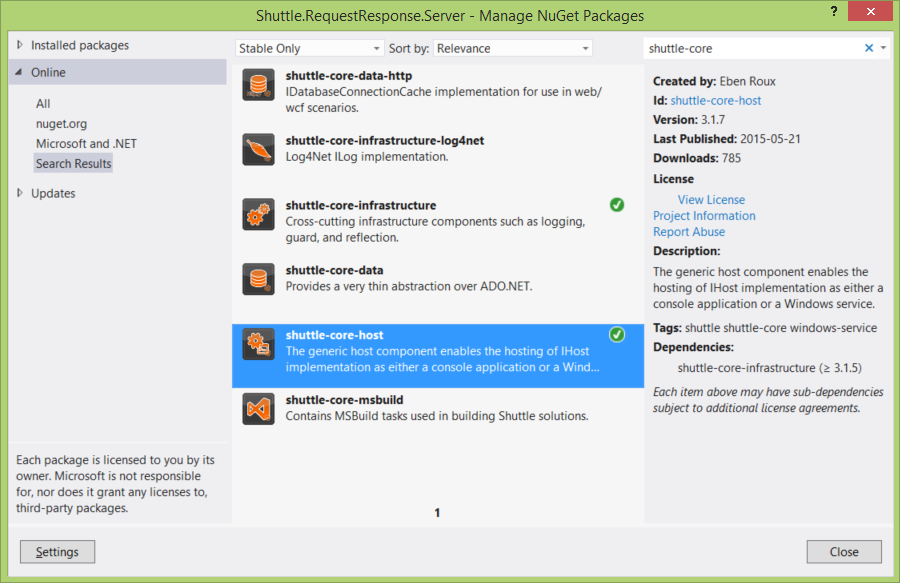 Shuttle.RequestResponse.Server - Manage NuGet Packages
?
Installed packages
Online
All
nuget.org
Microsoft and .NET
Search Results
Updates
Each package is licensed to you by its
owner. Microsoft is not responsible
for, nor does it grant any licenses to,
third-party packages.
Settings
Stable Only
Sort by:
Relevance
shuttle-core-data-http
IDatabaseConnectionCache implementation for use in web/
wcf scenarios.
shuttle-core-infrastructure-log4net
Log4Net ILog implementation.
shuttle-core-infrastructure
Cross-cutting infrastructure components such as logging,
guard, and reflection.
shuttle-core-data
Provides a very thin abstraction over ADO.NET.
shuttle-core-host
The generic host component enables the hosting of IHost
implementation as either a console application or a Wind...
shuttle-core-msbuild
Contains MSBuild tasks used in building Shuttle solutions.
1
shuttle-core
Created by: Eben Roux
Id: shuttle-core-host
Version: 3.1.7
Last Published: 2015-05-21
Downloads: 785
License
View License
Project Information
Report Abuse
Description:
The generic host component enables the
hosting of IHost implementation as either a
console application or a Windows service.
Tags: shuttle shuttle-core windows-service
Dependencies:
shuttle-core-infrastructure (≥ 3.1.5)
Each item above may have sub-dependencies
subject to additional license agreements.
Close